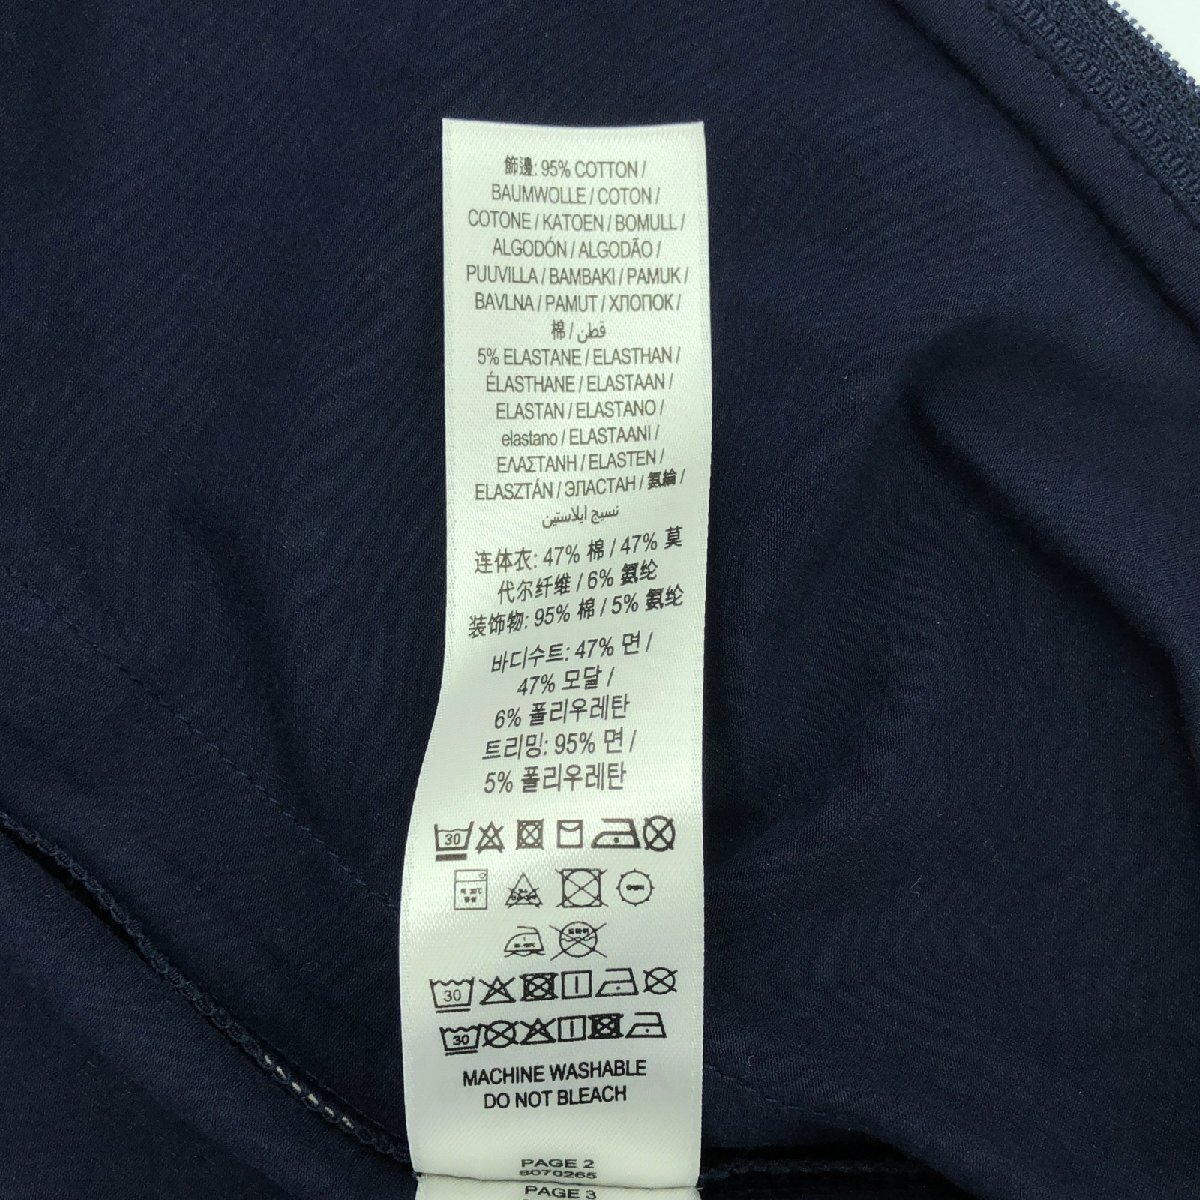 飾邊: 95% COTTON /
BAUMWOLLE / COTON /
COTONE / KATOEN / BOMULL /
ALGODÓN / ALGODÃO /
PUUVILLA / BAMBAKI / PAMUK /
BAVLNA / PAMUT / ХЛОПОК /
棉 / قطن
5% ELASTANE / ELASTHAN /
ÉLASTHANE / ELASTAAN /
ELASTAN / ELASTANO /
elastano / ELASTAANI /
ΕΛΑΣΤΑΝΗ / ELASTEN /
ELASZTÁN / ЭЛАСТАН / 氨綸 /
نسيج ايلاستين
连体衣: 47% 棉 / 47% 莫
代尔纤维 / 6% 氨纶
装饰物: 95% 棉 / 5% 氨纶
바디수트: 47% 면 /
47% 모달 /
6% 폴리우레탄
트리밍: 95% 면 /
5% 폴리우레탄
30
30
30
MACHINE WASHABLE
DO NOT BLEACH
PAGE 2
8070265
PAGE 3